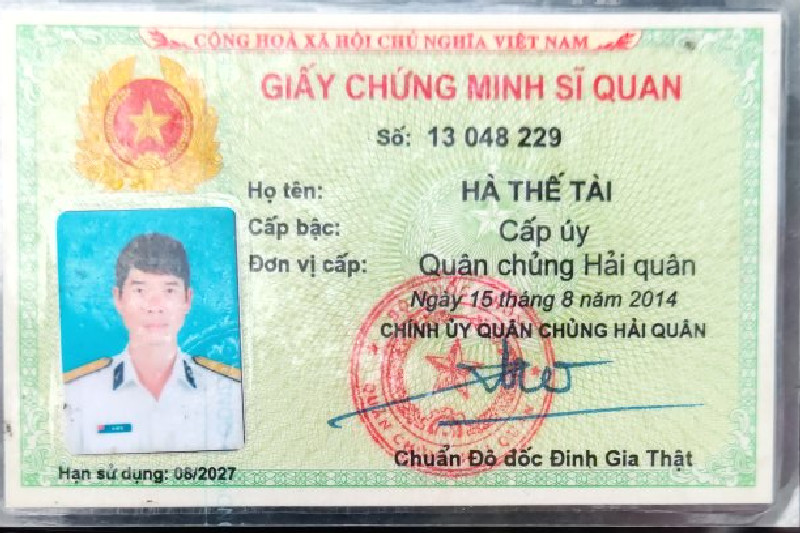 CỘNG HOÀ XÃ HỘI CHỦ NGHĨA VIỆT NAM
GIẤY CHỨNG MINH SĨ QUAN
Số: 13 048 229
Họ tên: HÀ THẾ TÀI
Cấp bậc: Cấp úy
Đơn vị cấp: Quân chủng Hải quân
Ngày 15 tháng 8 năm 2014
CHÍNH ỦY QUÂN CHỦNG HẢI QUÂN
Chuẩn Đô đốc Đinh Gia Thật
Hạn sử dụng: 08/2027